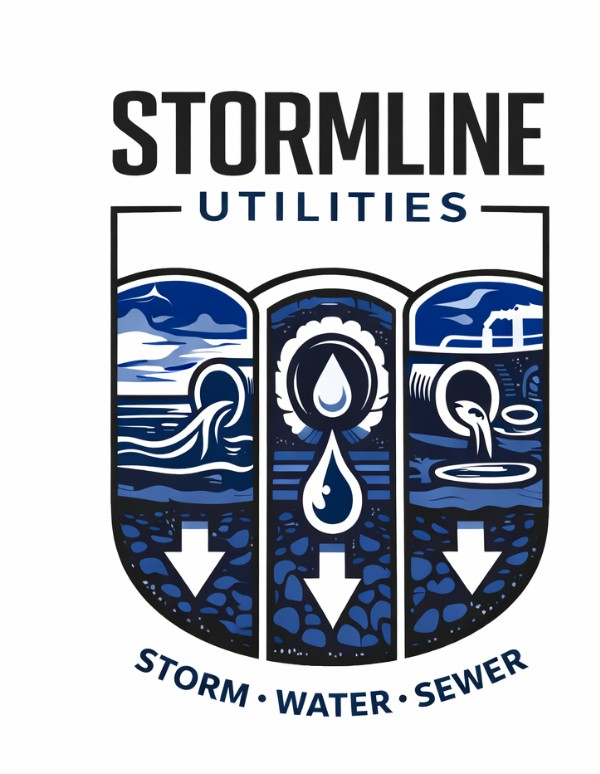 STORMLINE
UTILITIES
STORM • WATER • SEWER